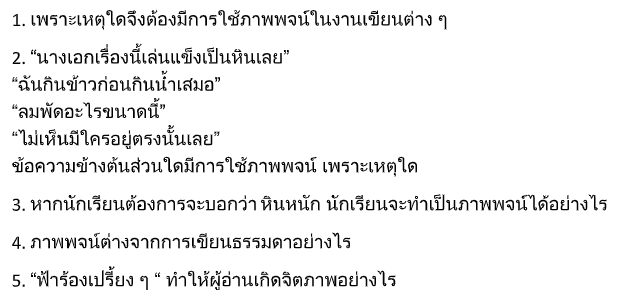 1. เพราะเหตุใดจึงต้องมีการใช้ภาพพจน์ในงานเขียนต่าง ๆ
2. “นางเอกเรื่องนี้เล่นแข็งเป็นหินเลย”
“ฉันกินข้าวก่อนกินน้ำเสมอ”
“ลมพัดอะไรขนาดนี้”
“ไม่เห็นมีใครอยู่ตรงนั้นเลย”
ข้อความข้างต้นส่วนใดมีการใช้ภาพพจน์ เพราะเหตุใด
3. หากนักเรียนต้องการจะบอกว่า หินหนัก นักเรียนจะทำเป็นภาพพจน์ได้อย่างไร
4. ภาพพจน์ต่างจากการเขียนธรรมดาอย่างไร
5. “ฟ้าร้องเปรี้ยง ๆ “ ทำให้ผู้อ่านเกิดจิตภาพอย่างไร